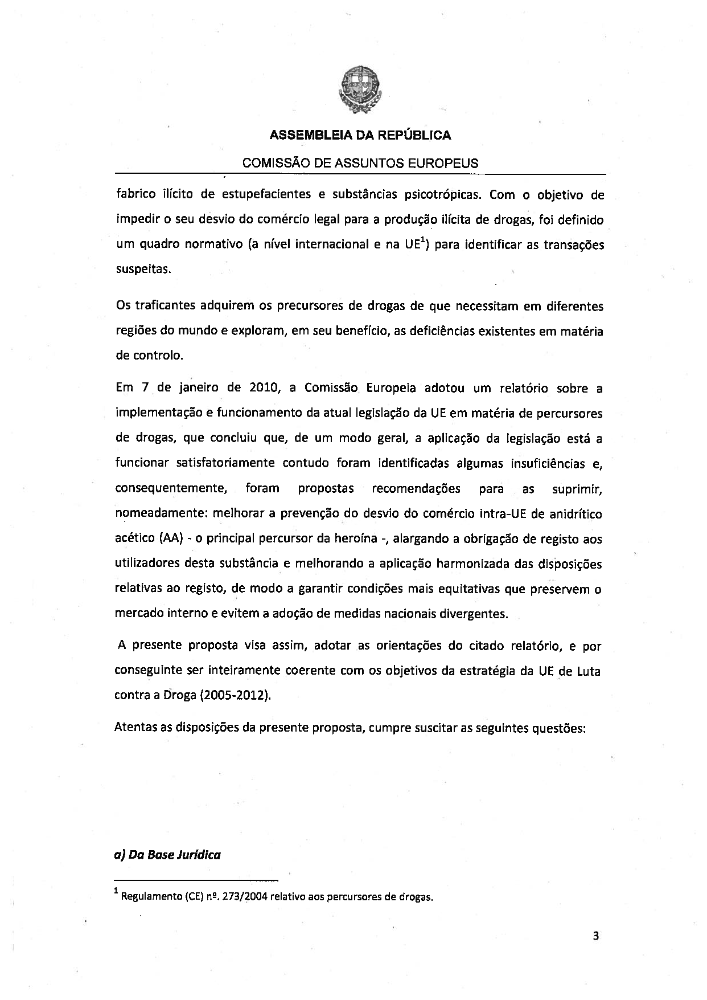 ASSEMBLEIA DA REPÚBLICA
COMISSÃO DE ASSUNTOS EUROPEUS
fabrico ilícito de estupefacientes e substâncias psicotrópicas. Com o objetivo de
impedir o seu desvio do comércio legal para a produção ilícita de drogas, foi definido
um quadro normativo (a nível internacional e na UE¹) para identificar as transações
suspeitas.
Os traficantes adquirem os precursores de drogas de que necessitam em diferentes
regiões do mundo e exploram, em seu benefício, as deficiências existentes em matéria
de controlo.
Em 7 de janeiro de 2010, a Comissão Europeia adotou um relatório sobre a
implementação e funcionamento da atual legislação da UE em matéria de percursores
de drogas, que concluiu que, de um modo geral, a aplicação da legislação está a
funcionar satisfatoriamente contudo foram identificadas algumas insuficiências e,
consequentemente, foram propostas recomendações para as suprimir,
nomeadamente: melhorar a prevenção do desvio do comércio intra-UE de anidrítico
acético (AA) - o principal percursor da heroína -, alargando a obrigação de registo aos
utilizadores desta substância e melhorando a aplicação harmonizada das disposições
relativas ao registo, de modo a garantir condições mais equitativas que preservem o
mercado interno e evitem a adoção de medidas nacionais divergentes.
A presente proposta visa assim, adotar as orientações do citado relatório, e por
conseguinte ser inteiramente coerente com os objetivos da estratégia da UE de Luta
contra a Droga (2005-2012).
Atentas as disposições da presente proposta, cumpre suscitar as seguintes questões:
a) Da Base Jurídica
¹ Regulamento (CE) nº. 273/2004 relativo aos percursores de drogas.
3